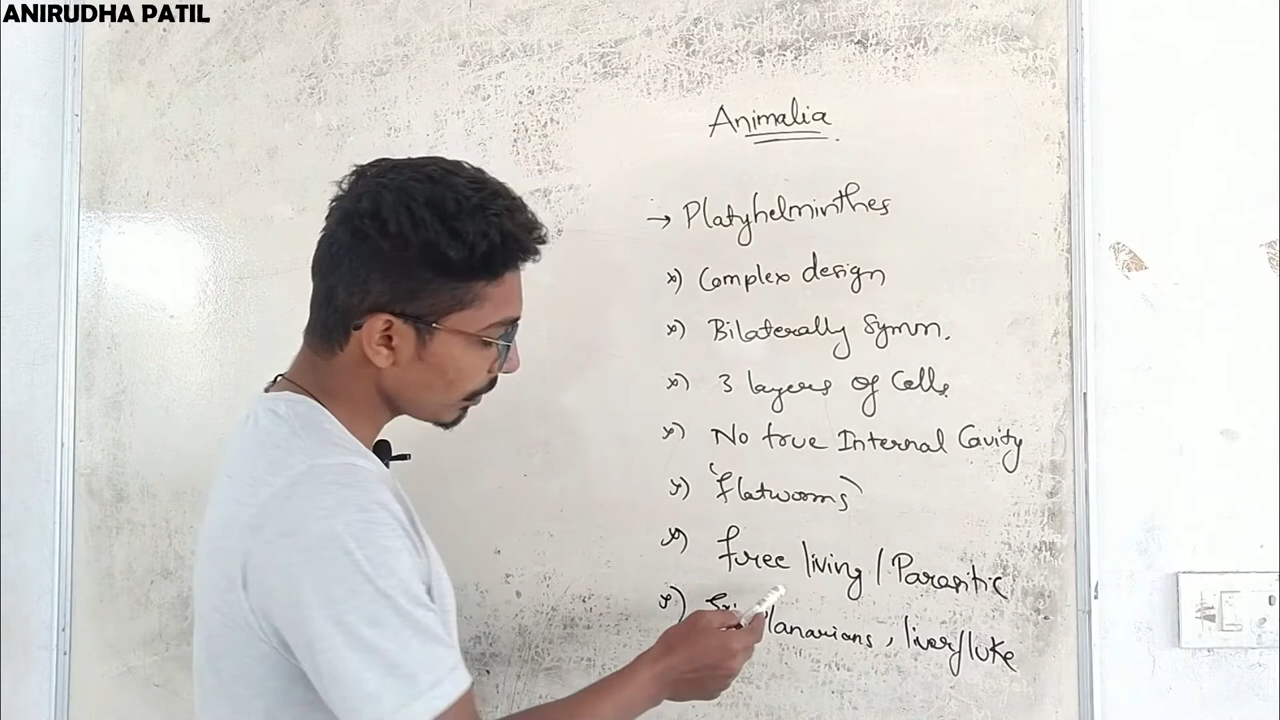 ANIRUDHA PATIL
Animalia
→ Platyhelminthes
*) Complex design
*) Bilaterally Symm.
*) 3 layers of Cells
*) No true Internal Cavity
*) 'flatworms'
*) free living / Parasitic
*) lanarians, liverfluke